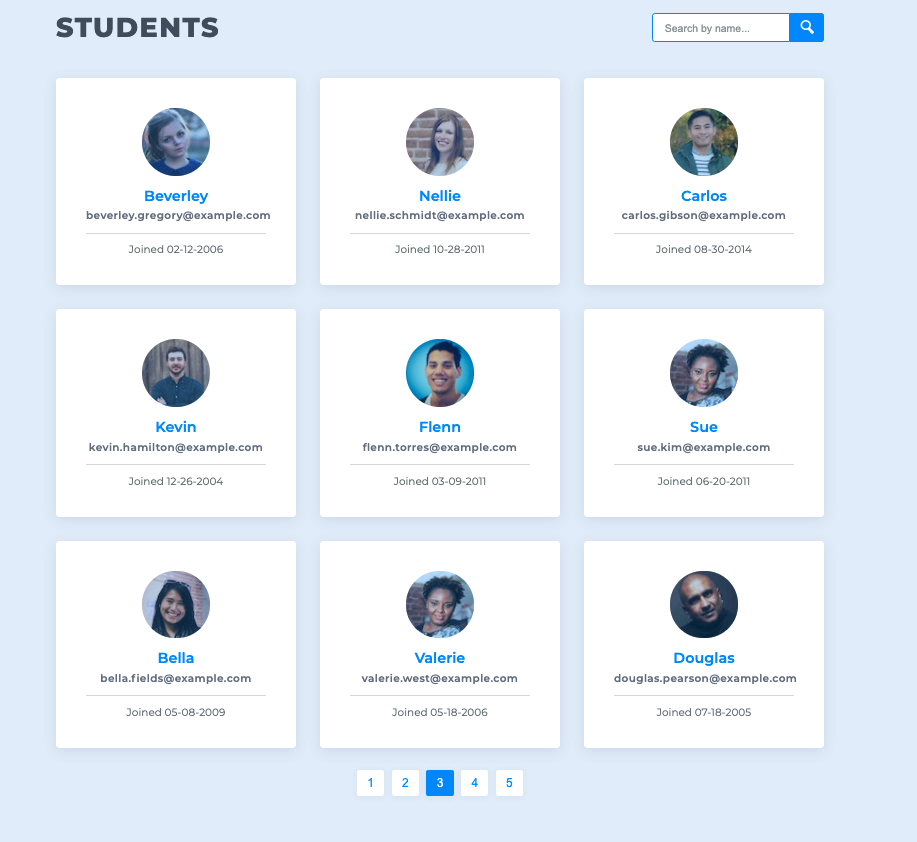 STUDENTS
Search by name...
Beverley
beverley.gregory@example.com
Joined 02-12-2006
Nellie
nellie.schmidt@example.com
Joined 10-28-2011
Carlos
carlos.gibson@example.com
Joined 08-30-2014
Kevin
kevin.hamilton@example.com
Joined 12-26-2004
Flenn
flenn.torres@example.com
Joined 03-09-2011
Sue
sue.kim@example.com
Joined 06-20-2011
Bella
bella.fields@example.com
Joined 05-08-2009
Valerie
valerie.west@example.com
Joined 05-18-2006
Douglas
douglas.pearson@example.com
Joined 07-18-2005
1 2 3 4 5